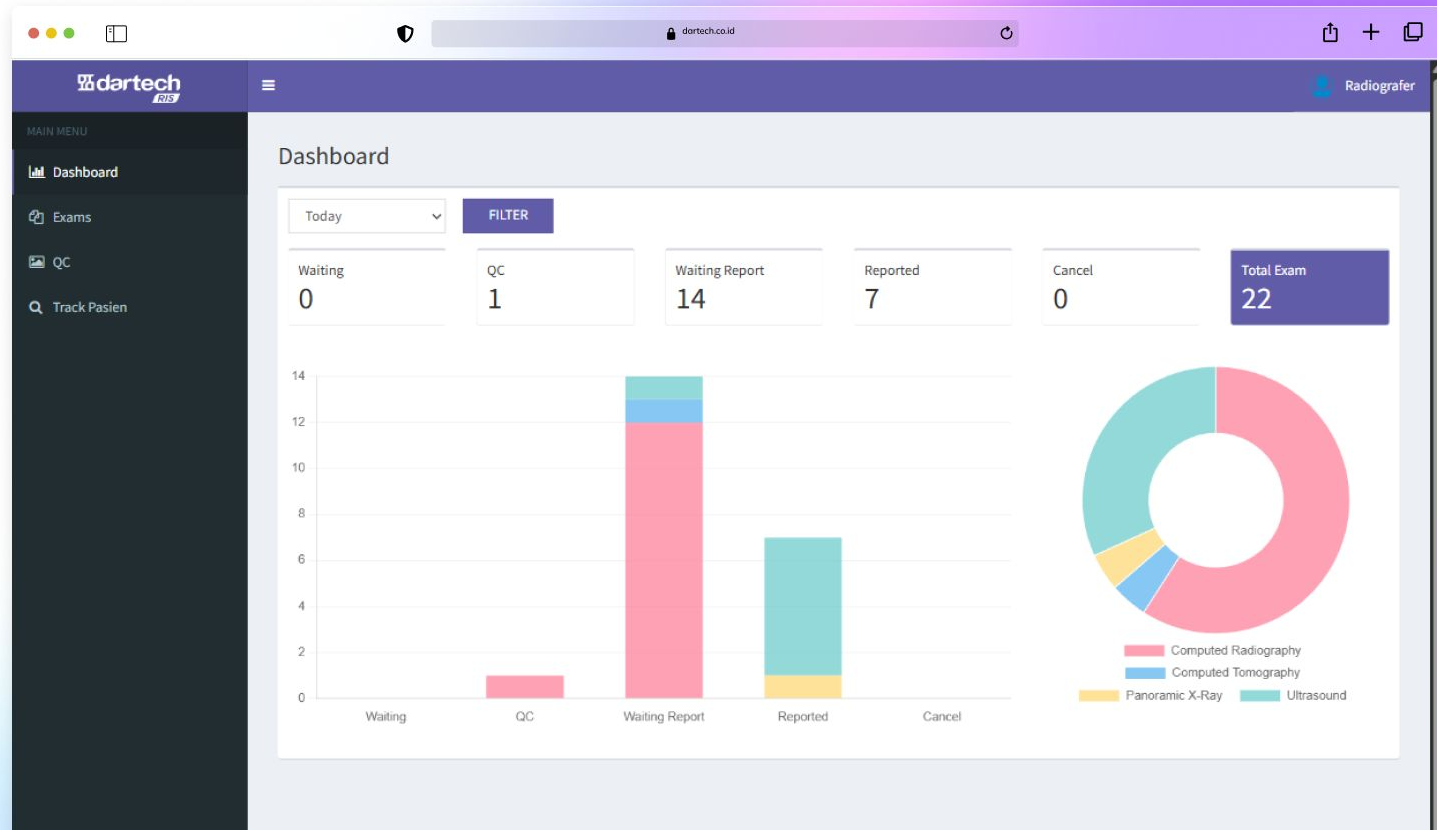 dartech.co.id
dartech
RIS
Radiografer
MAIN MENU
Dashboard
Exams
QC
Track Pasien
Dashboard
Today
FILTER
Waiting
0
QC
1
Waiting Report
14
Reported
7
Cancel
0
Total Exam
22
14
12
10
8
6
4
2
0
Waiting QC Waiting Report Reported Cancel
Computed Radiography
Computed Tomography
Panoramic X-Ray Ultrasound